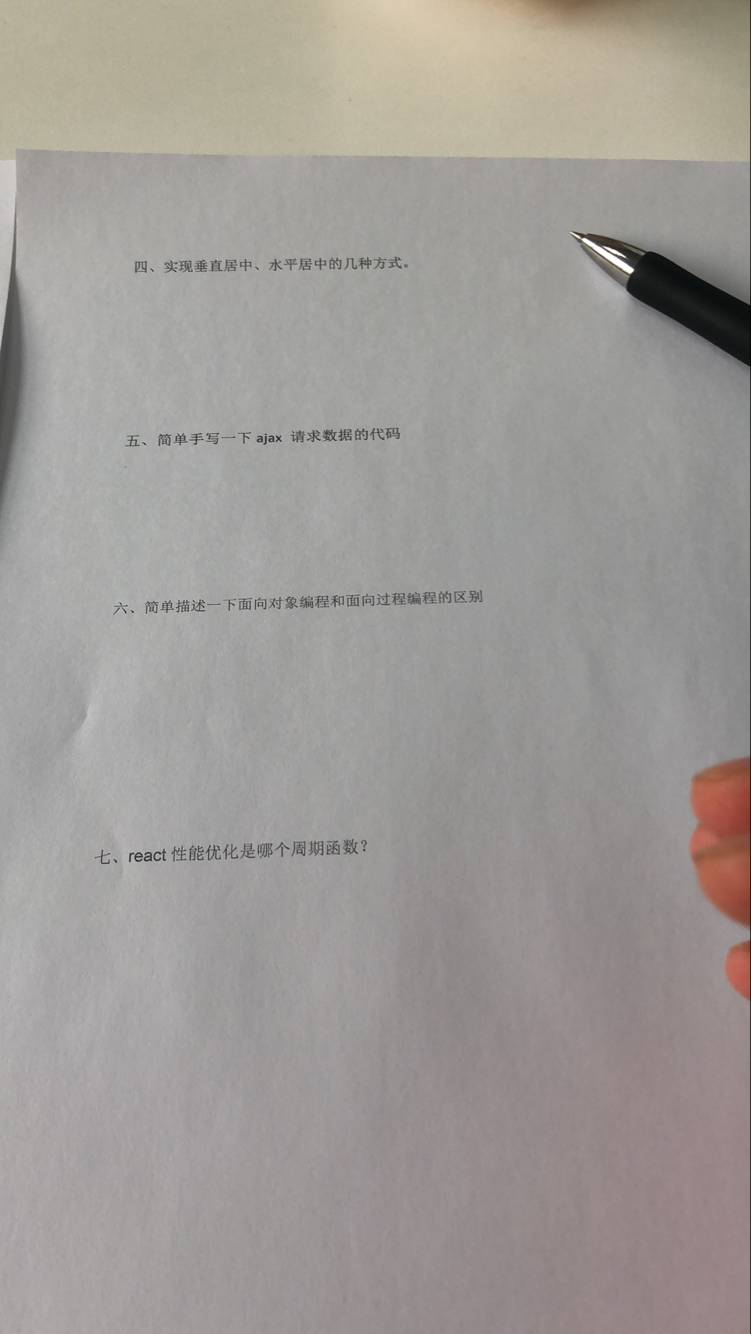 四、实现垂直居中、水平居中的几种方式。
五、简单手写一下 ajax 请求数据的代码
六、简单描述一下面向对象编程和面向过程编程的区别
七、react 性能优化是哪个周期函数？